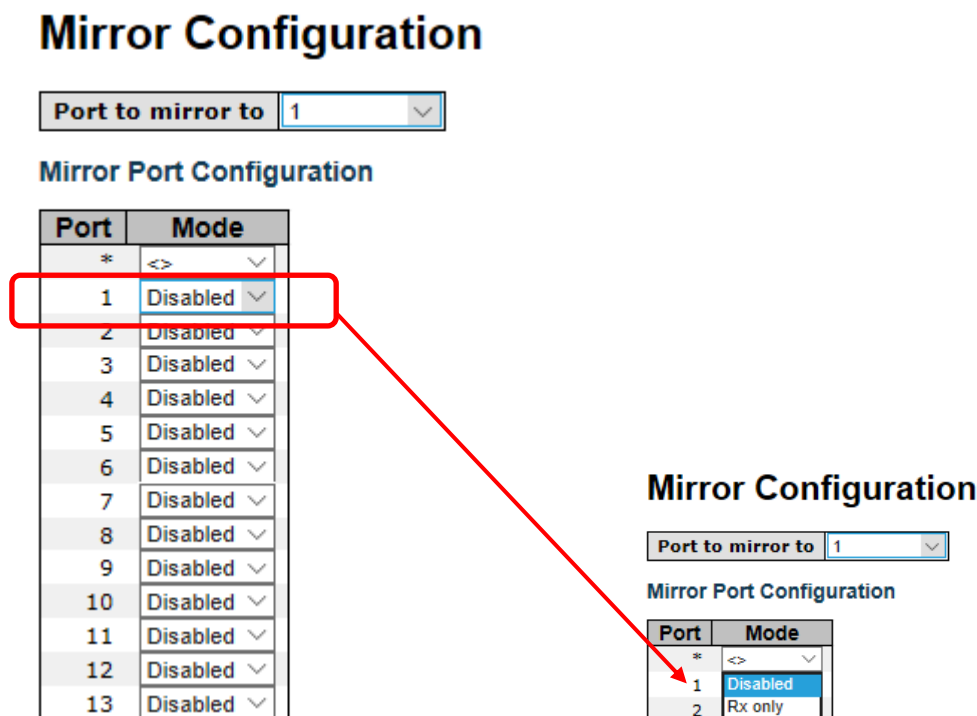 Mirror Configuration
Port to mirror to 1
Mirror Port Configuration
Port Mode
* <>
1 Disabled
2 Disabled
3 Disabled
4 Disabled
5 Disabled
6 Disabled
7 Disabled
8 Disabled
9 Disabled
10 Disabled
11 Disabled
12 Disabled
13 Disabled
Mirror Configuration
Port to mirror to 1
Mirror Port Configuration
Port Mode
* <>
1 Disabled
2 Rx only